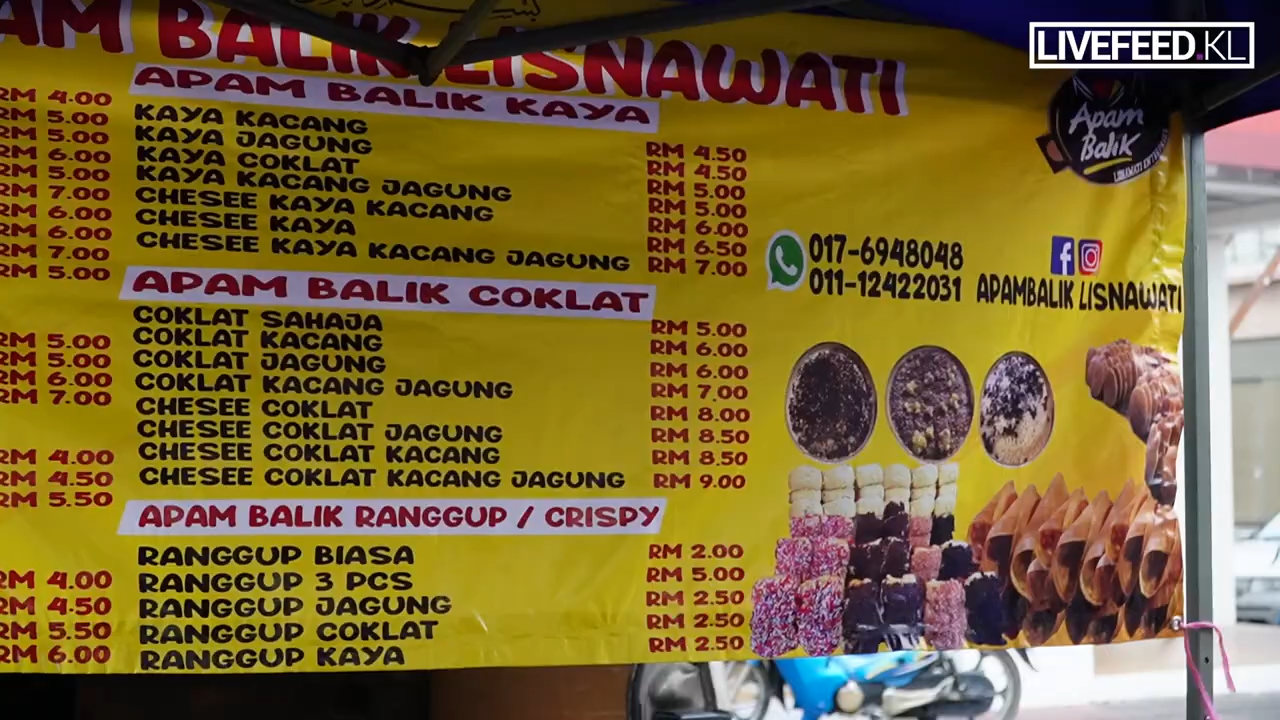 LIVEFEED.KL
AM BALIK LISNAWATI
Apam
Balik
RM 4.00
RM 5.00
RM 5.00
RM 6.00
RM 5.00
RM 7.00
RM 6.00
RM 6.00
RM 7.00
RM 5.00
RM 5.00
RM 5.00
RM 6.00
RM 7.00
RM 4.00
RM 4.50
RM 5.50
RM 4.00
RM 4.50
RM 5.50
RM 6.00
APAM BALIK KAYA
KAYA KACANG RM 4.50
KAYA JAGUNG RM 4.50
KAYA COKLAT RM 5.00
KAYA KACANG JAGUNG RM 5.00
CHESEE KAYA KACANG RM 6.00
CHESEE KAYA RM 6.50
CHESEE KAYA KACANG JAGUNG RM 7.00
APAM BALIK COKLAT
COKLAT SAHAJA RM 5.00
COKLAT KACANG RM 6.00
COKLAT JAGUNG RM 6.00
COKLAT KACANG JAGUNG RM 7.00
CHESEE COKLAT RM 8.00
CHESEE COKLAT JAGUNG RM 8.50
CHESEE COKLAT KACANG RM 8.50
CHESEE COKLAT KACANG JAGUNG RM 9.00
APAM BALIK RANGGUP / CRISPY
RANGGUP BIASA RM 2.00
RANGGUP 3 PCS RM 5.00
RANGGUP JAGUNG RM 2.50
RANGGUP COKLAT RM 2.50
RANGGUP KAYA RM 2.50
017-6948048
011-12422031 APAMBALIK LISNAWATI